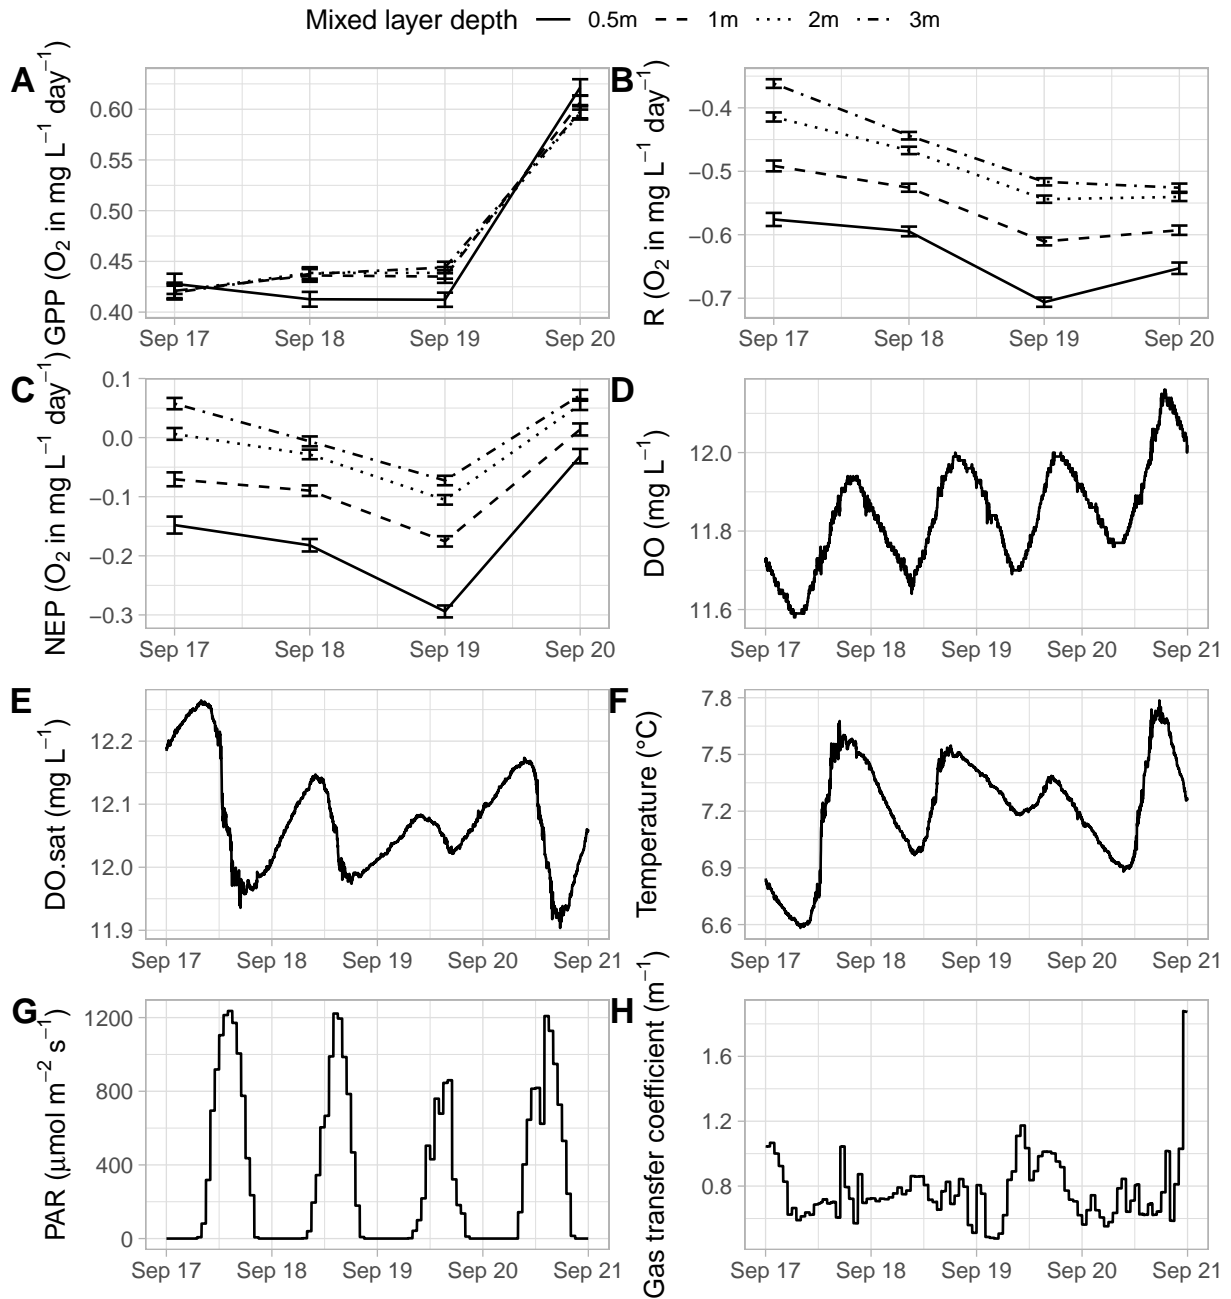 Mixed layer depth 0.5m 1m 2m 3m
A
GPP (O₂ in mg L⁻¹ day⁻¹)
0.60
0.55
0.50
0.45
0.40
Sep 17 Sep 18 Sep 19 Sep 20
B
R (O₂ in mg L⁻¹ day⁻¹)
−0.4
−0.5
−0.6
−0.7
Sep 17 Sep 18 Sep 19 Sep 20
C
NEP (O₂ in mg L⁻¹ day⁻¹)
0.1
0.0
−0.1
−0.2
−0.3
Sep 17 Sep 18 Sep 19 Sep 20
D
DO (mg L⁻¹)
12.0
11.8
11.6
Sep 17 Sep 18 Sep 19 Sep 20 Sep 21
E
DO.sat (mg L⁻¹)
12.2
12.1
12.0
11.9
Sep 17 Sep 18 Sep 19 Sep 20 Sep 21
F
Temperature (°C)
7.8
7.5
7.2
6.9
6.6
Sep 17 Sep 18 Sep 19 Sep 20 Sep 21
G
PAR (μmol m⁻² s⁻¹)
1200
800
400
0
Sep 17 Sep 18 Sep 19 Sep 20 Sep 21
H
Gas transfer coefficient (m⁻¹)
1.6
1.2
0.8
Sep 17 Sep 18 Sep 19 Sep 20 Sep 21